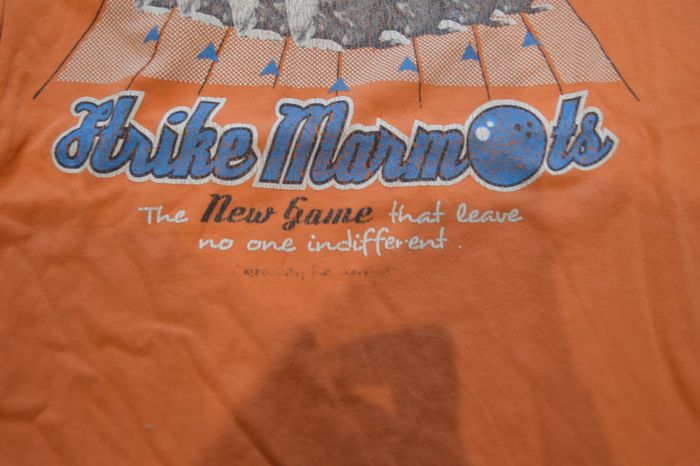 Strike Marmots
The New Game that leave
no one indifferent.